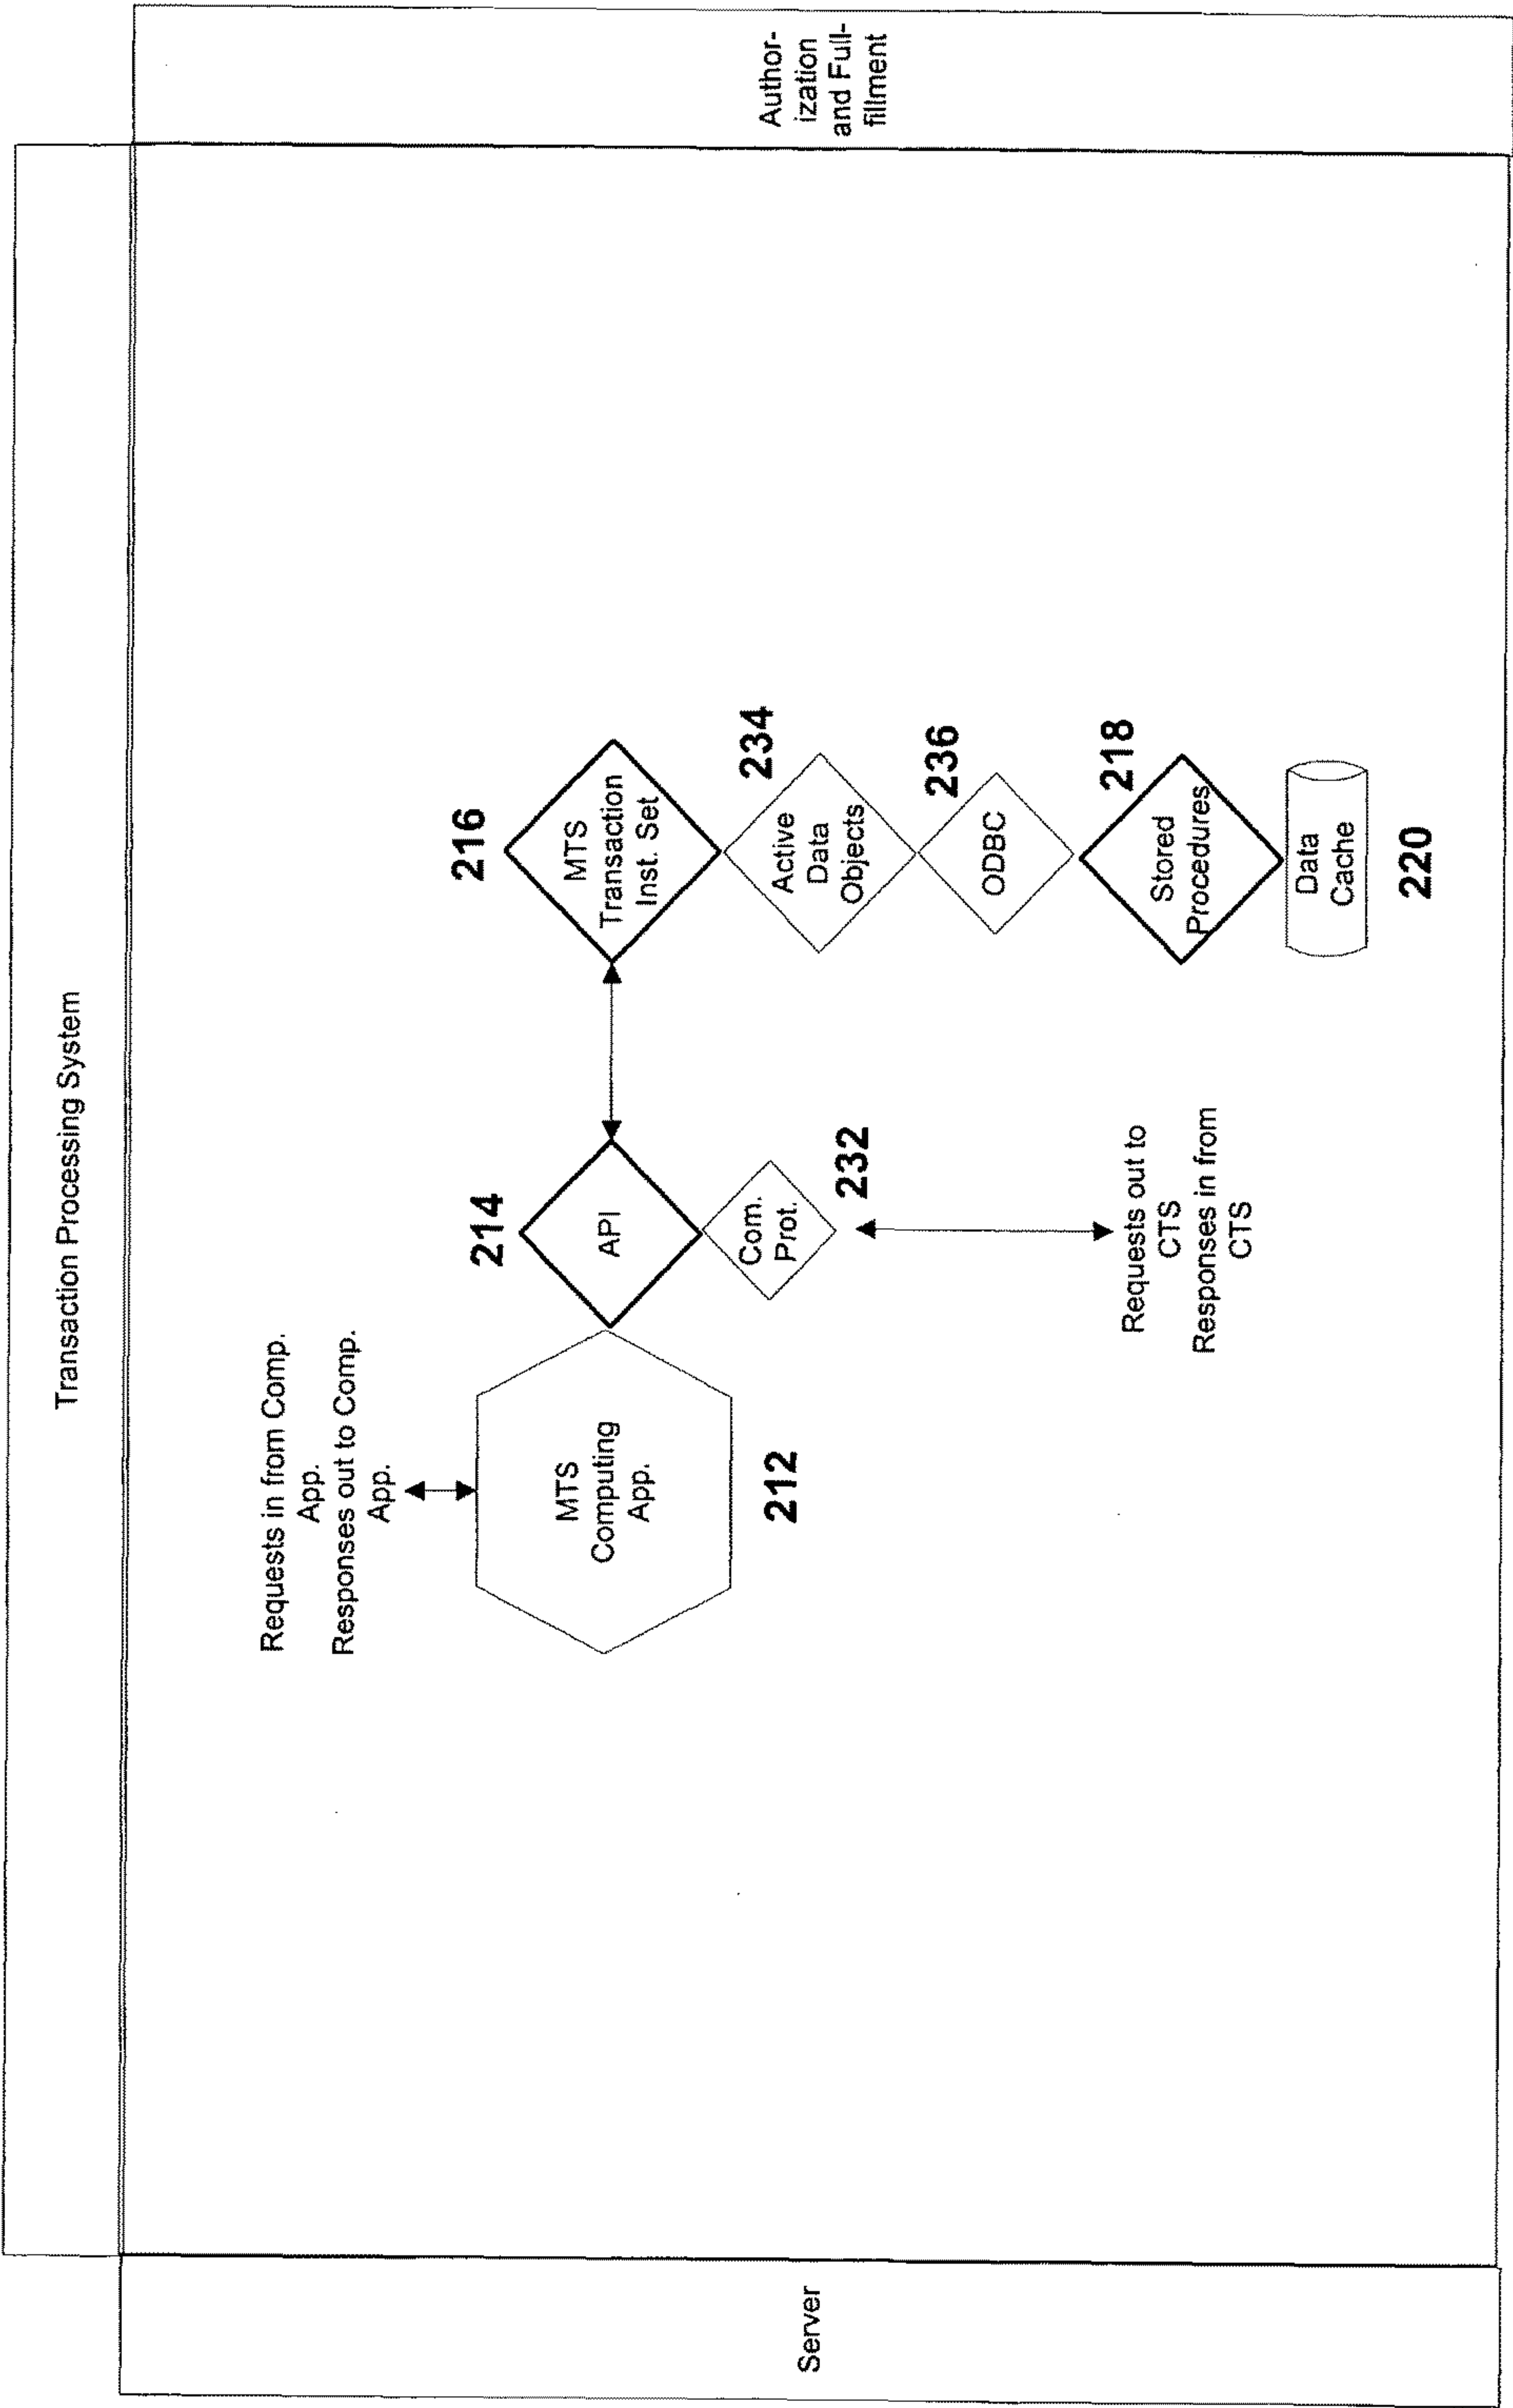 Transaction Processing System
Server
Requests in from Comp.
App.
Responses out to Comp.
App.
MTS
Computing
App.
212
214
API
Com.
Prot.
232
Requests out to
CTS
Responses in from
CTS
216
MTS
Transaction
Inst. Set
234
Active
Data
Objects
236
ODBC
218
Stored
Procedures
Data
Cache
220
Author-
ization
and Full-
fillment